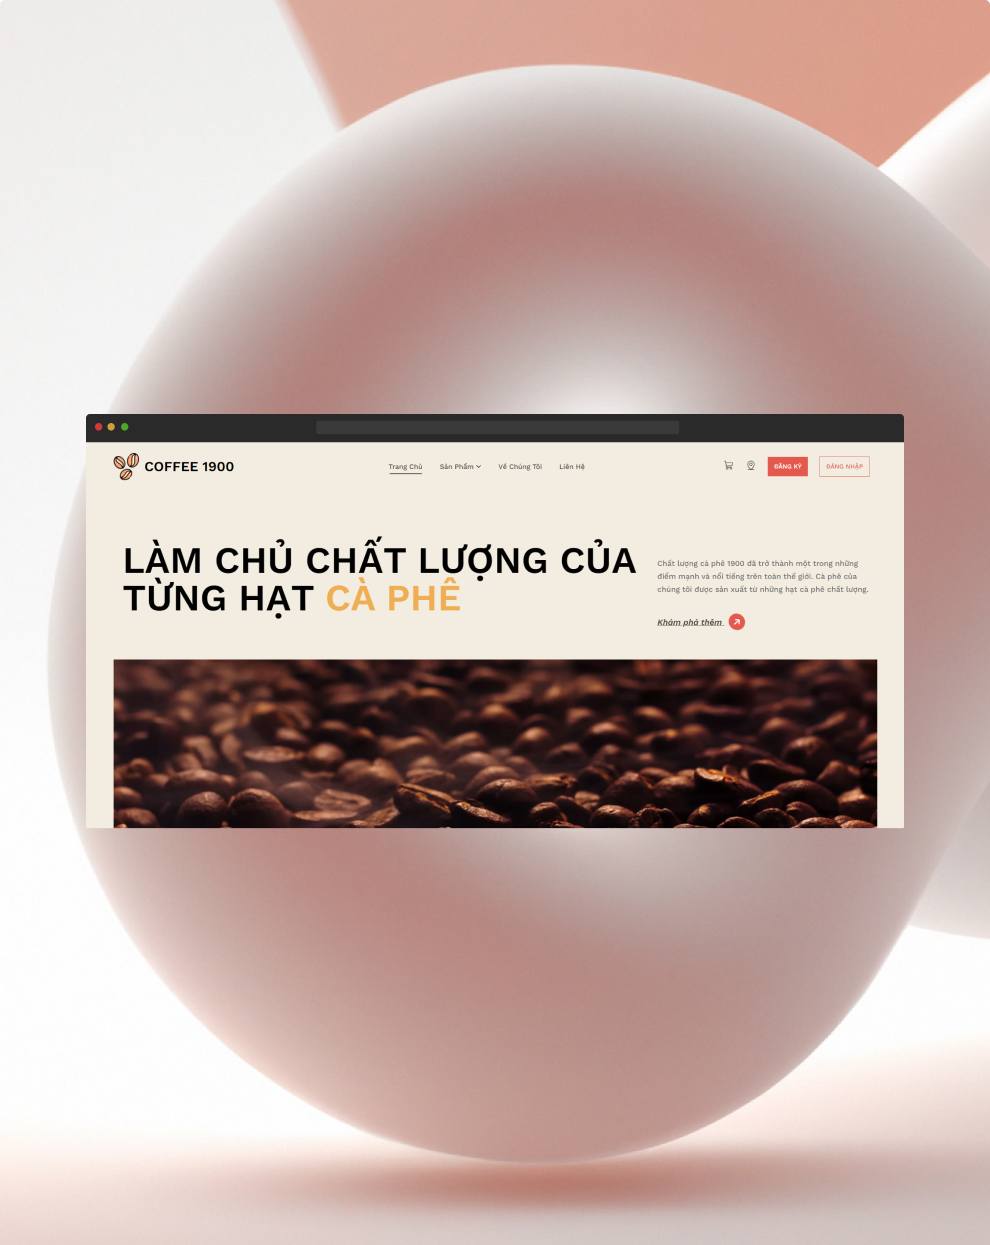 COFFEE 1900
Trang Chủ
Sản Phẩm
Về Chúng Tôi
Liên Hệ
ĐĂNG KÝ
ĐĂNG NHẬP
LÀM CHỦ CHẤT LƯỢNG CỦA
TỪNG HẠT CÀ PHÊ
Chất lượng cà phê 1900 đã trở thành một trong những
điểm mạnh và nổi tiếng trên toàn thế giới. Cà phê của
chúng tôi được sản xuất từ những hạt cà phê chất lượng.
Khám phá thêm